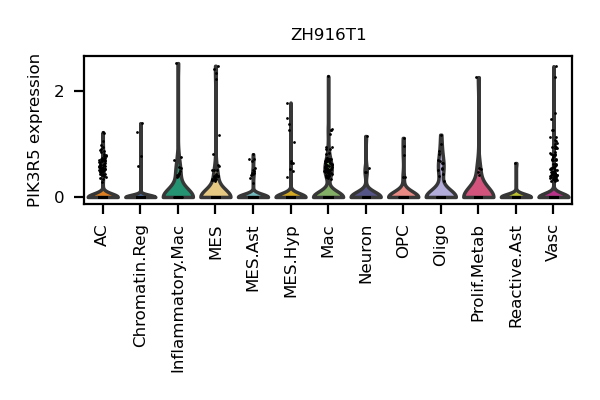 ZH916T1
PIK3R5 expression
2
0
AC
Chromatin.Reg
Inflammatory.Mac
MES
MES.Ast
MES.Hyp
Mac
Neuron
OPC
Oligo
Prolif.Metab
Reactive.Ast
Vasc